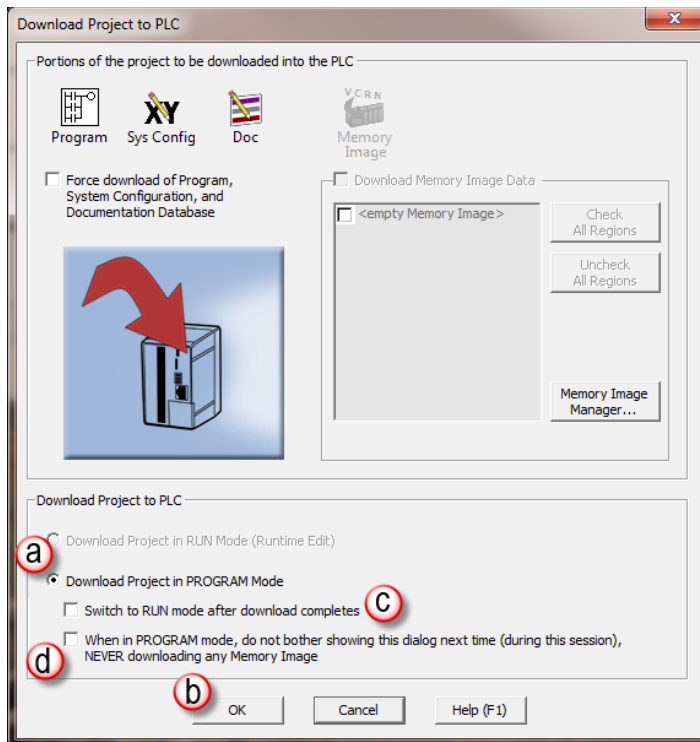 Download Project to PLC
x
Portions of the project to be downloaded into the PLC
VCRN
XY
Program Sys Config Doc Memory
Image
Force download of Program,
System Configuration, and
Documentation Database
Download Memory Image Data
<empty Memory Image>
Check
All Regions
Uncheck
All Regions
Memory Image
Manager...
Download Project to PLC
Download Project in RUN Mode (Runtime Edit)
a
Download Project in PROGRAM Mode
Switch to RUN mode after download completes c
When in PROGRAM mode, do not bother showing this dialog next time (during this session),
d NEVER downloading any Memory Image
b
OK Cancel Help (F1)